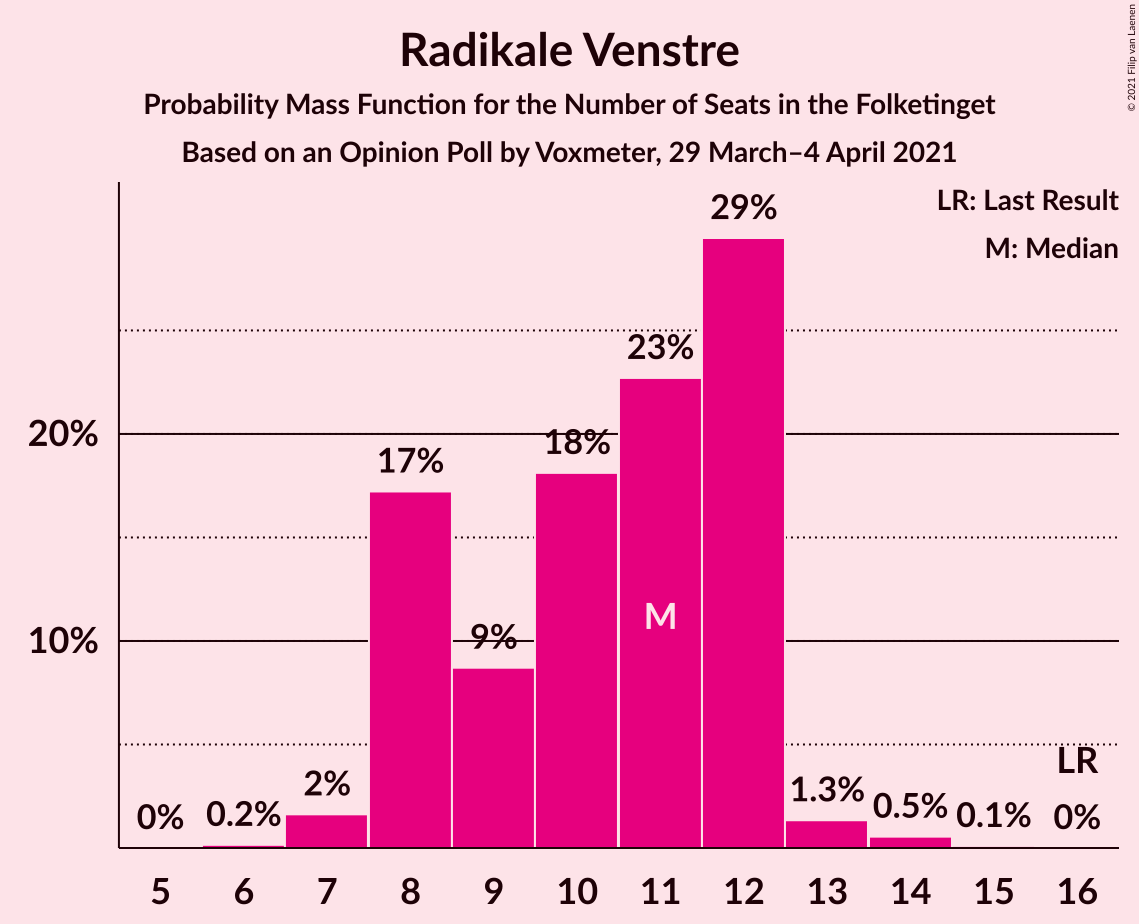 Radikale Venstre
Probability Mass Function for the Number of Seats in the Folketinget
Based on an Opinion Poll by Voxmeter, 29 March–4 April 2021
© 2021 Filip van Laenen
LR: Last Result
M: Median
29%
23%
20%
18%
17%
M
10%
9%
LR
2%
1.3%
0.5%
0% 0.2% 0.1% 0%
5 6 7 8 9 10 11 12 13 14 15 16